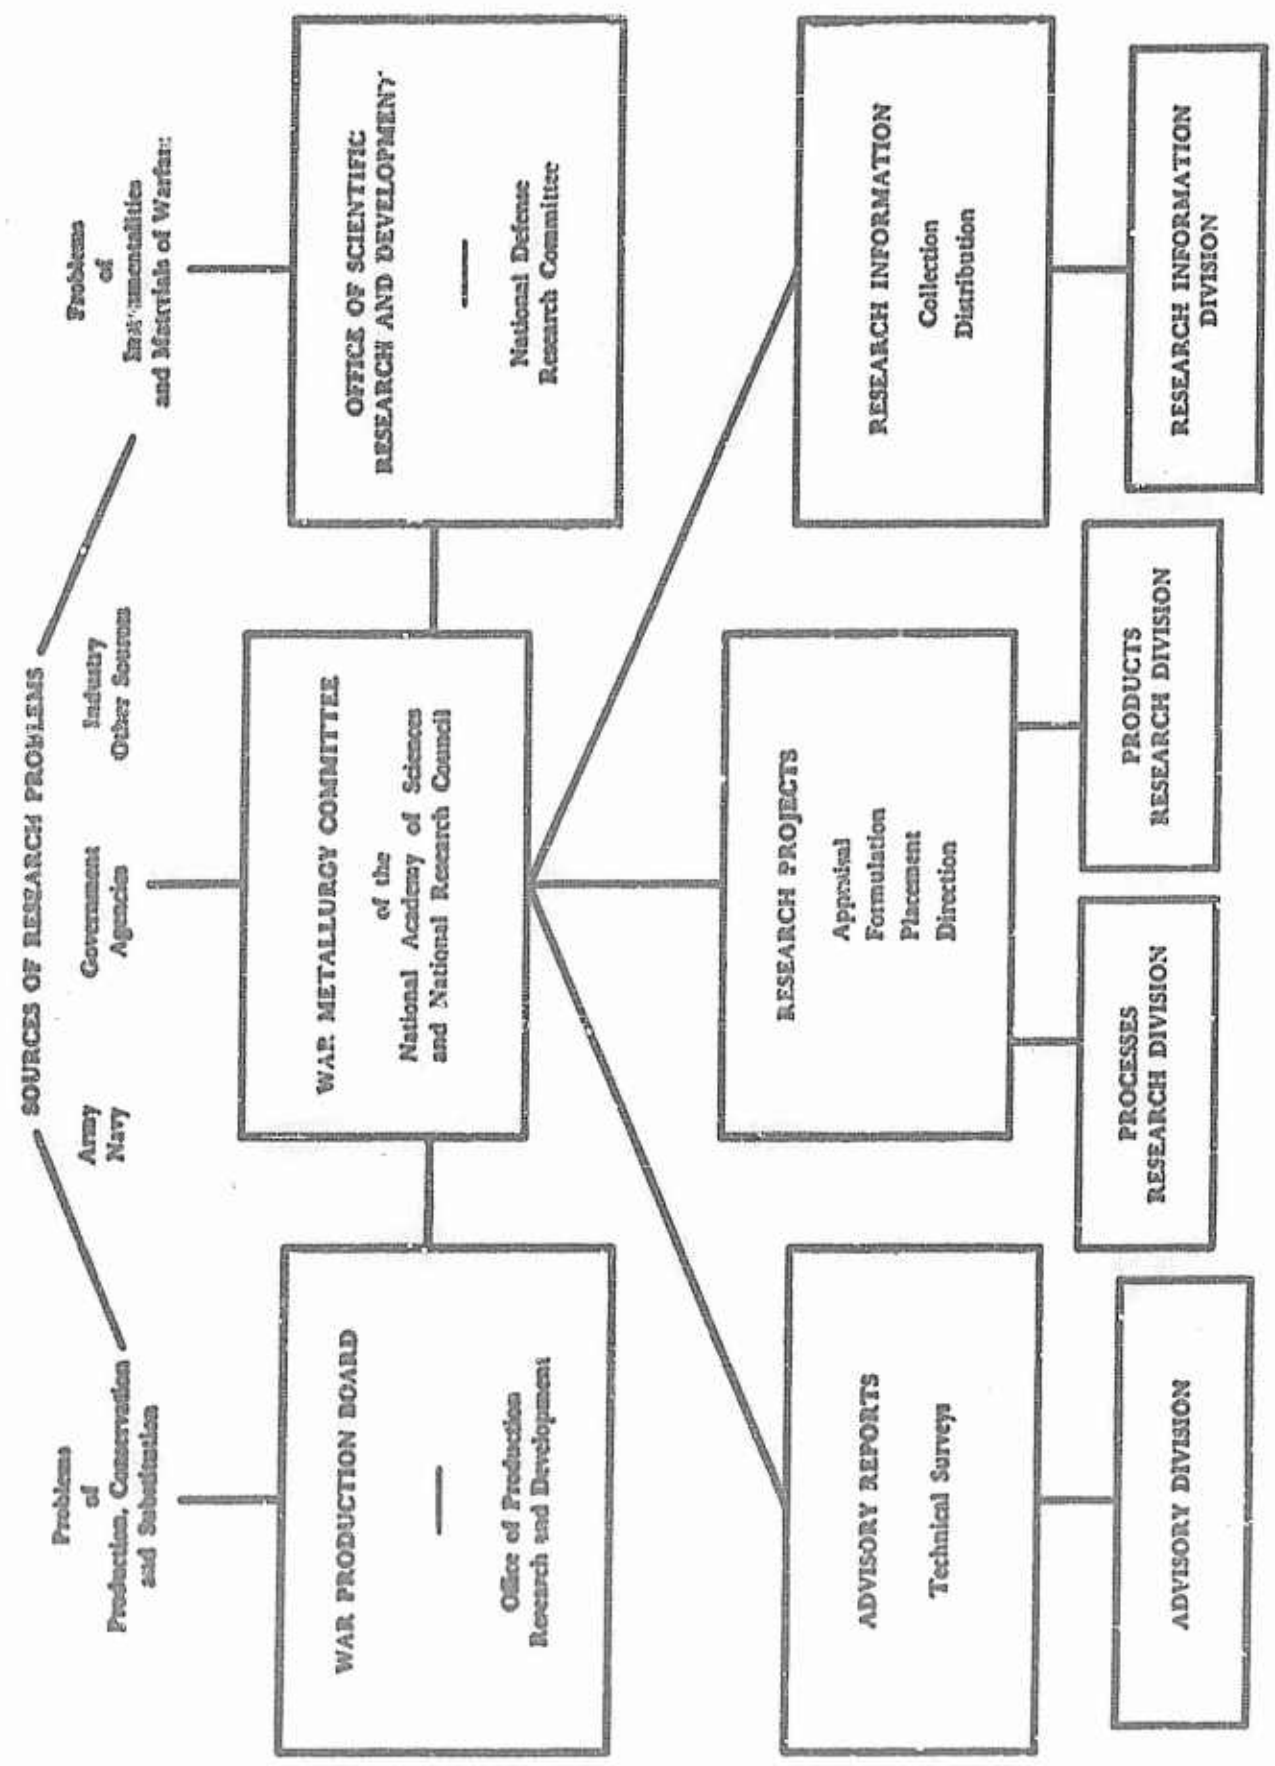 SOURCES OF RESEARCH PROBLEMS
Problems
of
Production, Conservation
and Substitution
Army
Navy
Government
Agencies
Industry
Other Sources
Problems
of
Instrumentalities
and Materials of Warfare
WAR PRODUCTION BOARD
Office of Production
Research and Development
WAR METALLURGY COMMITTEE
of the
National Academy of Sciences
and National Research Council
OFFICE OF SCIENTIFIC
RESEARCH AND DEVELOPMENT
National Defense
Research Committee
ADVISORY REPORTS
Technical Surveys
RESEARCH PROJECTS
Appraisal
Formulation
Placement
Direction
RESEARCH INFORMATION
Collection
Distribution
ADVISORY DIVISION
PROCESSES
RESEARCH DIVISION
PRODUCTS
RESEARCH DIVISION
RESEARCH INFORMATION
DIVISION